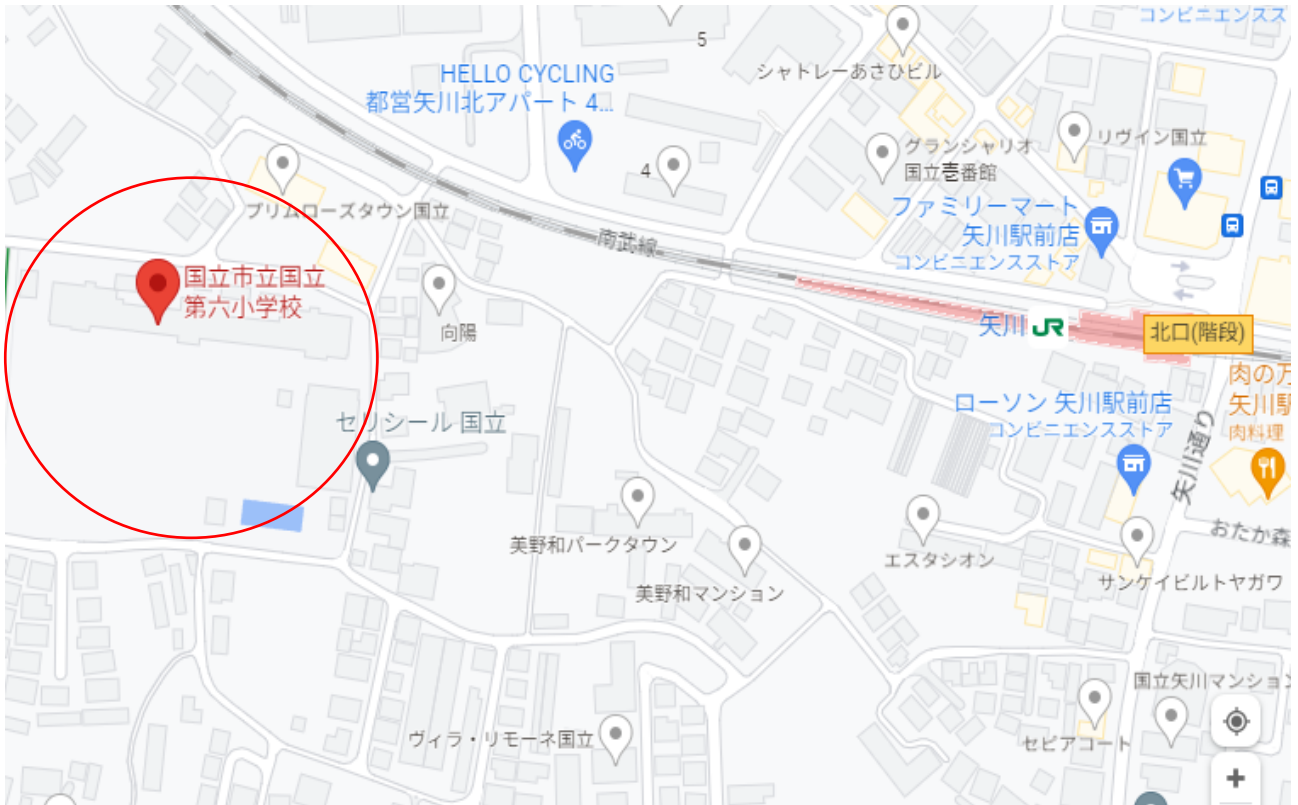 コンビニエンスス
5
シャトレーあさひビル
HELLO CYCLING
都営矢川北アパート 4...
リヴイン国立
グランシャリオ
国立壱番館
4
ファミリーマート
矢川駅前店
コンビニエンスストア
プリムローズタウン国立
南武線
国立市立国立
第六小学校
向陽
矢川 JR
北口(階段)
肉の万
矢川駅
肉料理
ローソン 矢川駅前店
コンビニエンスストア
セリシール 国立
矢川通り
おたか森
美野和パークタウン
エスタシオン
美野和マンション
サンケイビルトヤガワ
国立矢川マンション
ヴィラ・リモーネ国立
セピアコート